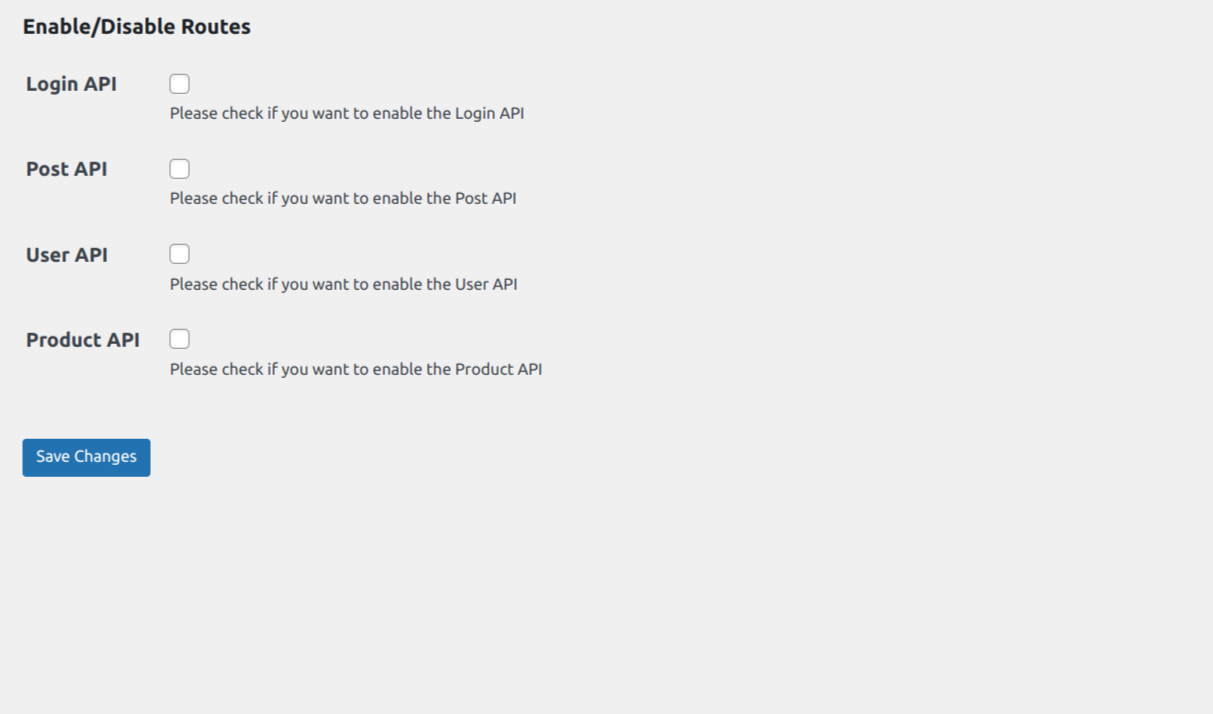 Enable/Disable Routes
Login API
Please check if you want to enable the Login API
Post API
Please check if you want to enable the Post API
User API
Please check if you want to enable the User API
Product API
Please check if you want to enable the Product API
Save Changes